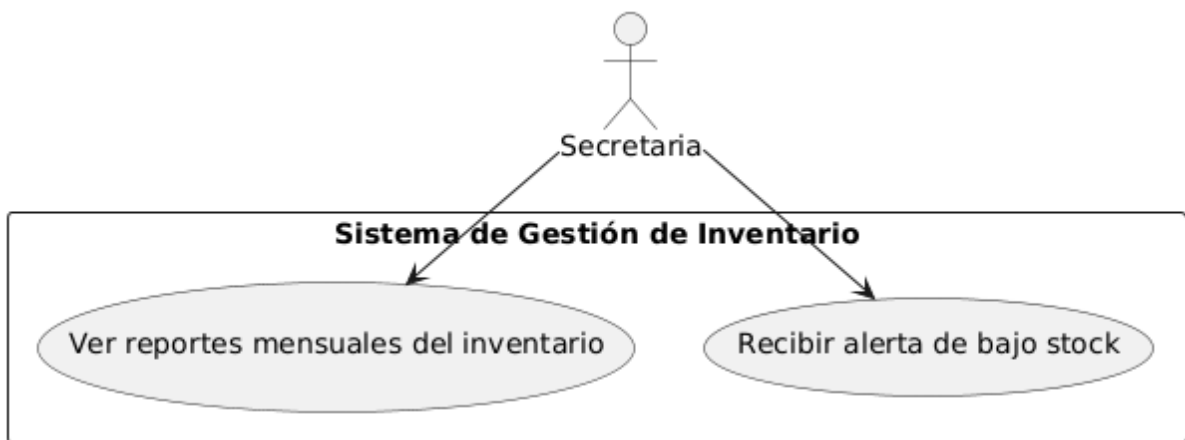 Secretaria
Sistema de Gestión de Inventario
Ver reportes mensuales del inventario
Recibir alerta de bajo stock